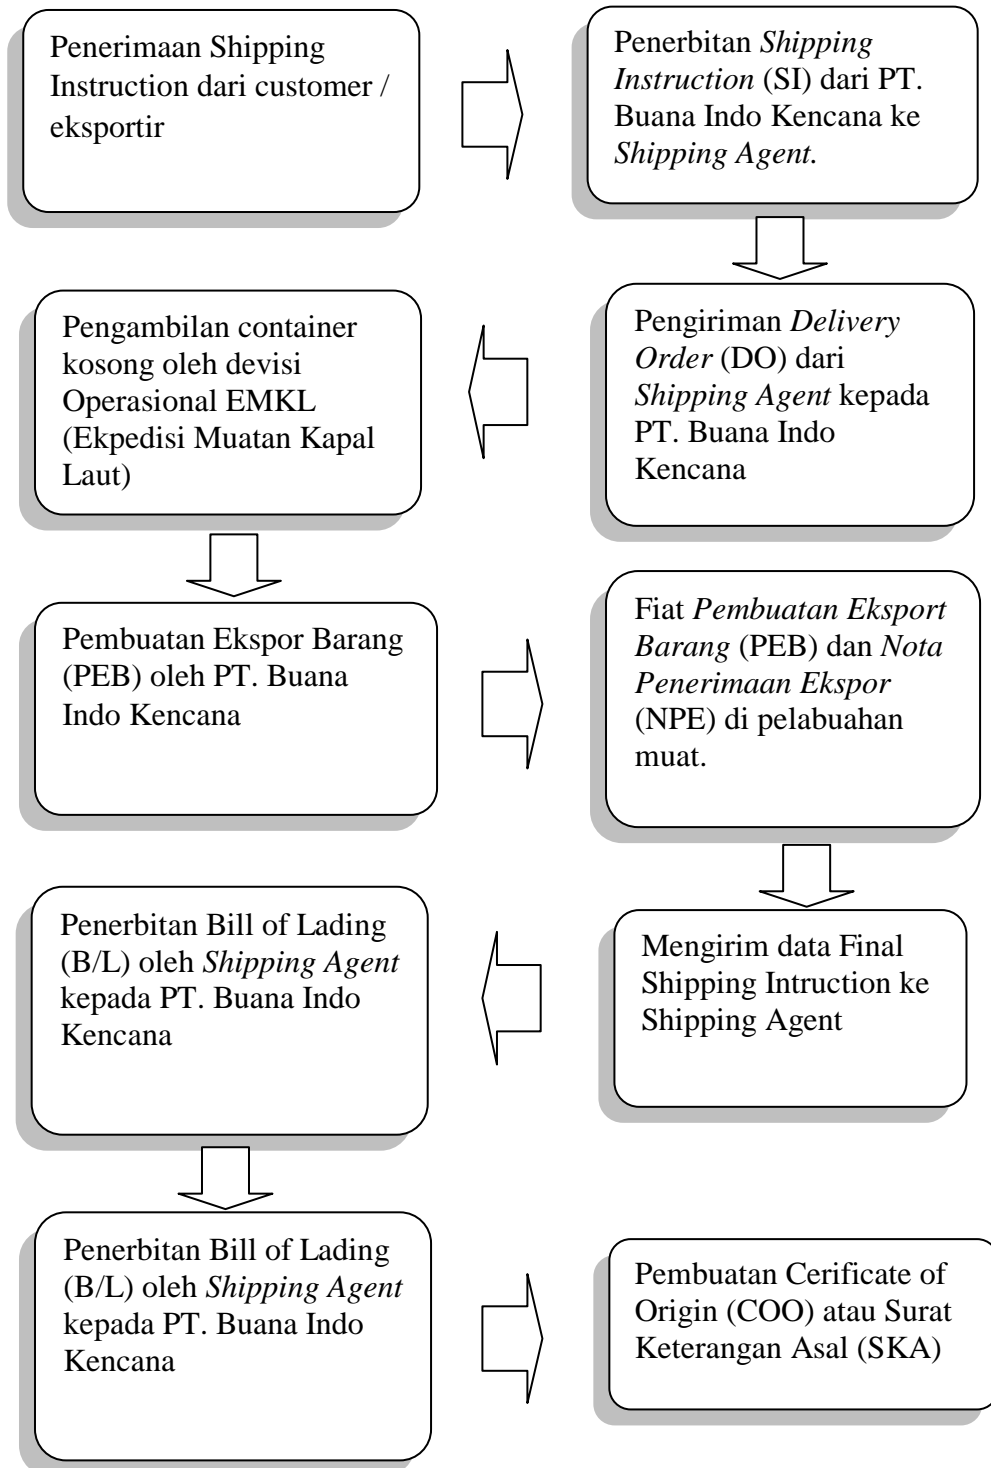 Penerimaan Shipping
Instruction dari customer /
eksportir
Penerbitan Shipping
Instruction (SI) dari PT.
Buana Indo Kencana ke
Shipping Agent.
Pengiriman Delivery
Order (DO) dari
Shipping Agent kepada
PT. Buana Indo
Kencana
Pengambilan container
kosong oleh devisi
Operasional EMKL
(Ekpedisi Muatan Kapal
Laut)
Pembuatan Ekspor Barang
(PEB) oleh PT. Buana
Indo Kencana
Fiat Pembuatan Eksport
Barang (PEB) dan Nota
Penerimaan Ekspor
(NPE) di pelabuahan
muat.
Mengirim data Final
Shipping Intruction ke
Shipping Agent
Penerbitan Bill of Lading
(B/L) oleh Shipping Agent
kepada PT. Buana Indo
Kencana
Penerbitan Bill of Lading
(B/L) oleh Shipping Agent
kepada PT. Buana Indo
Kencana
Pembuatan Cerificate of
Origin (COO) atau Surat
Keterangan Asal (SKA)